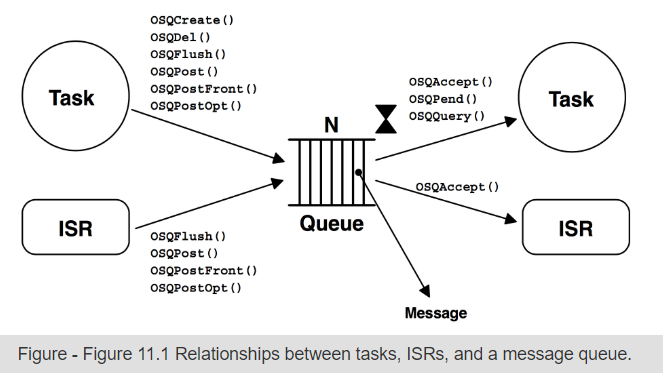 OSQCreate()
OSQDel()
OSQFlush()
OSQPost()
OSQPostFront()
OSQPostOpt()
Task
OSQAccept()
OSQPend()
OSQQuery()
Task
N
Queue
ISR
OSQFlush()
OSQPost()
OSQPostFront()
OSQPostOpt()
OSQAccept()
ISR
Message
Figure - Figure 11.1 Relationships between tasks, ISRs, and a message queue.